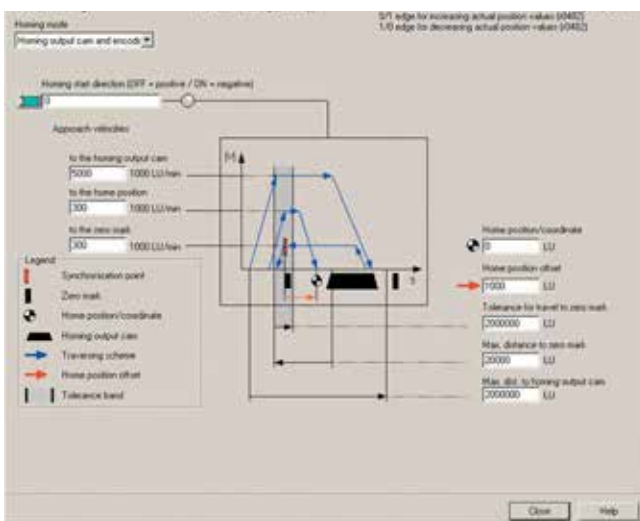 Homing mode
Homing output cam and encode
0/1 edge for increasing actual position values (r0482)
1/0 edge for decreasing actual position values (r0482)
Homing start direction (OFF = positive / ON = negative)
0
Approach velocities
to the homing output cam
5000 1000 LU/min
to the home position
300 1000 LU/min
to the zero mark
300 1000 LU/min
|V|
s
Legend
Synchronization point
Zero mark
Home position/coordinate
Homing output cam
Traversing scheme
Home position offset
Tolerance band
Home position/coordinate
0 LU
Home position offset
1000 LU
Tolerance for travel to zero mark
2000000 LU
Max. distance to zero mark
20000 LU
Max. dist. to homing output cam
2000000 LU
Close
Help